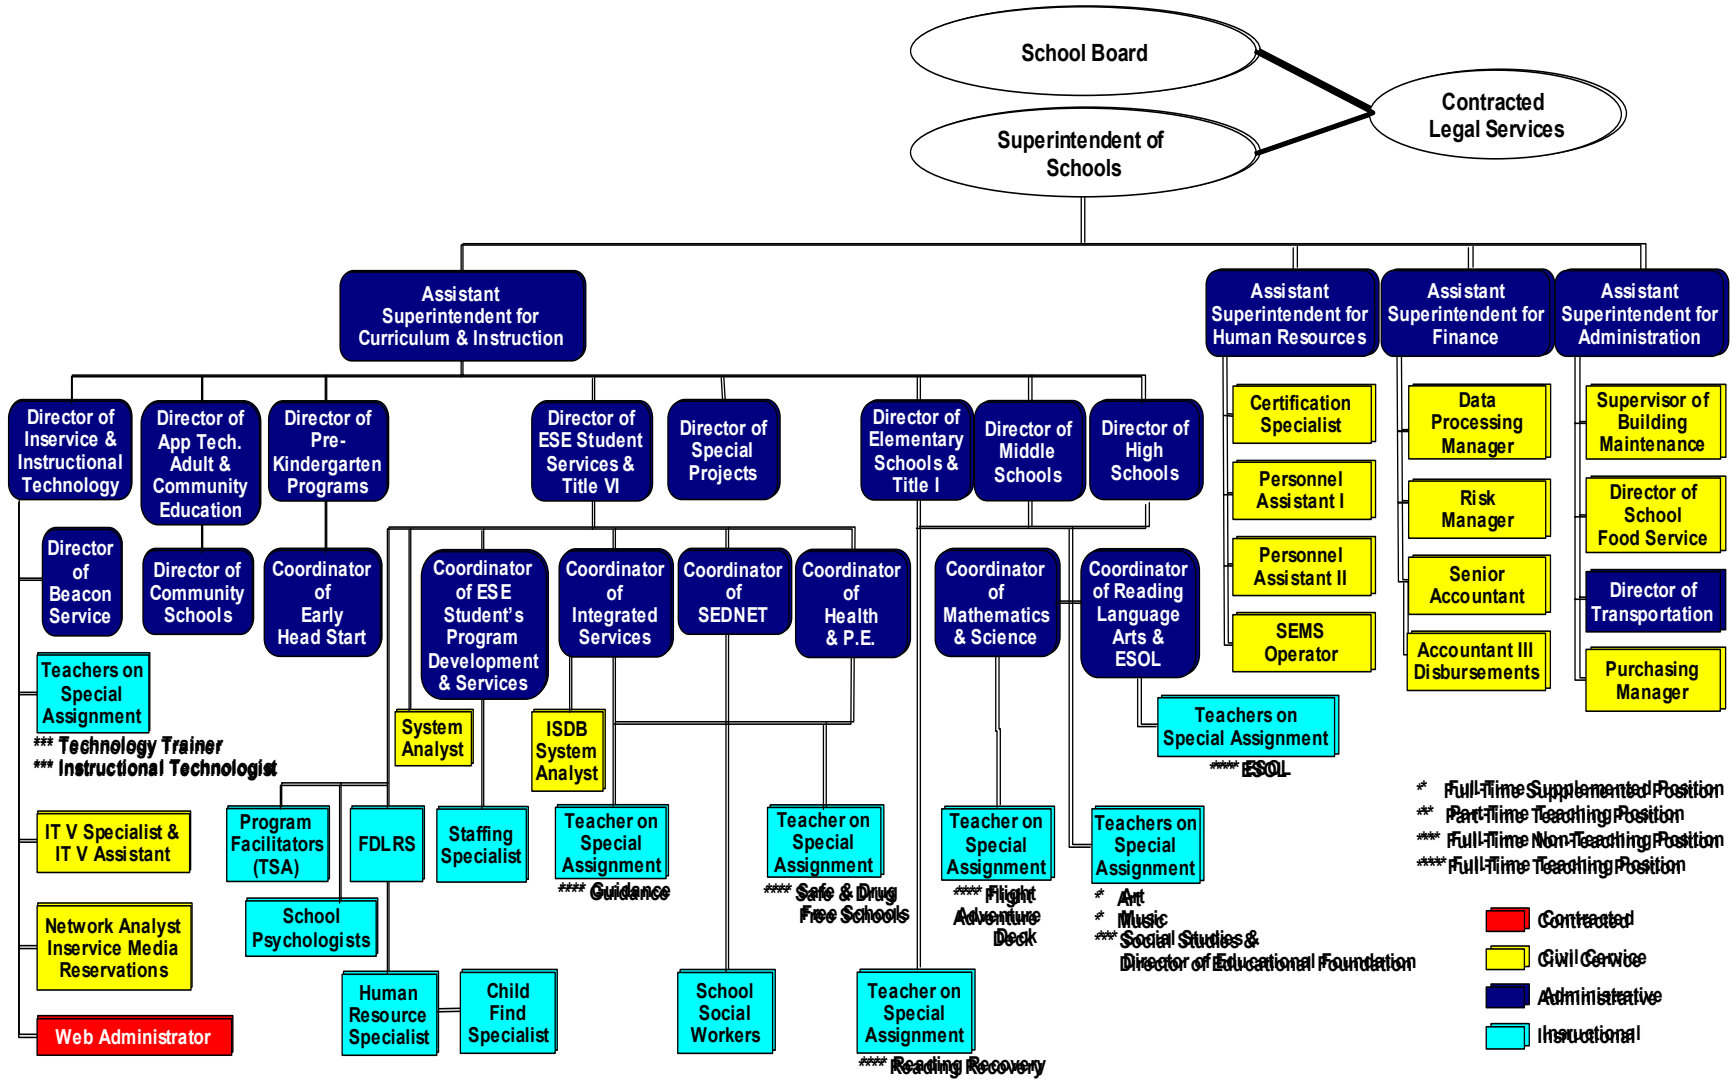 School Board
Contracted
Legal Services
Superintendent of
Schools
Assistant
Superintendent for
Curriculum & Instruction
Assistant
Superintendent for
Human Resources
Assistant
Superintendent for
Finance
Assistant
Superintendent for
Administration
Director of
Inservice &
Instructional
Technology
Director of
App Tech.
Adult &
Community
Education
Director of
Pre-
Kindergarten
Programs
Director of
ESE Student
Services &
Title VI
Director of
Special
Projects
Director of
Elementary
Schools &
Title I
Director of
Middle
Schools
Director of
High
Schools
Certification
Specialist
Data
Processing
Manager
Supervisor of
Building
Maintenance
Personnel
Assistant I
Risk
Manager
Director of
School
Food Service
Personnel
Assistant II
Senior
Accountant
Director of
Transportation
SEMS
Operator
Accountant III
Disbursements
Purchasing
Manager
Director
of
Beacon
Service
Director of
Community
Schools
Coordinator
of
Early
Head Start
Coordinator
of ESE
Student's
Program
Development
& Services
Coordinator
of
Integrated
Services
Coordinator
of
SEDNET
Coordinator
of
Health
& P.E.
Coordinator
of
Mathematics
& Science
Coordinator
of Reading
Language
Arts &
ESOL
Teachers on
Special
Assignment
*** Technology Trainer
*** Instructional Technologist
System
Analyst
ISDB
System
Analyst
Teachers on
Special Assignment
**** ESOL
IT V Specialist &
IT V Assistant
Program
Facilitators
(TSA)
FDLRS
Staffing
Specialist
Teacher on
Special
Assignment
**** Guidance
Teacher on
Special
Assignment
**** Safe & Drug
Free Schools
Teacher on
Special
Assignment
**** Flight
Adventure
Deck
Teachers on
Special
Assignment
* Art
* Music
*** Social Studies &
Director of Educational Foundation
* Full-Time Supplemented Position
** Part-Time Teaching Position
*** Full-Time Non-Teaching Position
**** Full-Time Teaching Position
Network Analyst
Inservice Media
Reservations
School
Psychologists
Web Administrator
Human
Resource
Specialist
Child
Find
Specialist
School
Social
Workers
Teacher on
Special
Assignment
**** Reading Recovery
Contracted
Civil Cervice
Administrative
Insructional